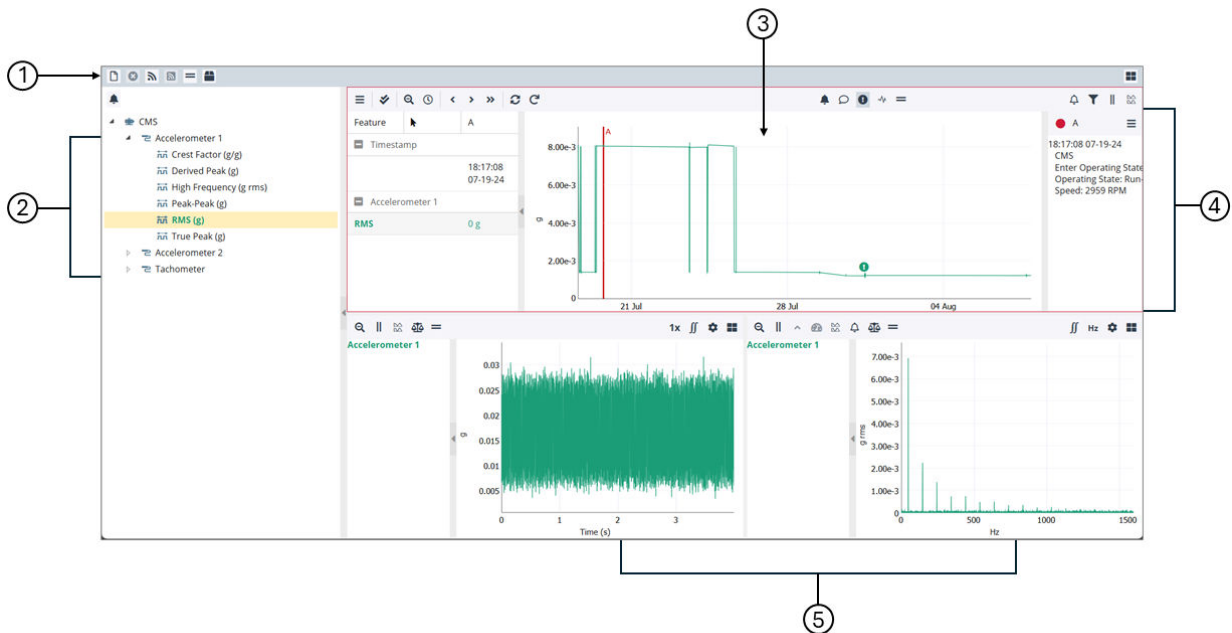 3
1
CMS
Accelerometer 1
Crest Factor (g/g)
Derived Peak (g)
High Frequency (g rms)
Peak-Peak (g)
RMS (g)
True Peak (g)
Accelerometer 2
Tachometer
2
Feature A
Timestamp
18:17:08
07-19-24
Accelerometer 1
RMS 0 g
A
8.00e-3
6.00e-3
4.00e-3
2.00e-3
0
g
21 Jul 28 Jul 04 Aug
A
18:17:08 07-19-24
CMS
Enter Operating State
Operating State: Run-
Speed: 2959 RPM
4
1x
Accelerometer 1
0.03
0.025
0.02
0.015
0.01
0.005
g
0 1 2 3
Time (s)
Hz
Accelerometer 1
7.00e-3
6.00e-3
5.00e-3
4.00e-3
3.00e-3
2.00e-3
1.00e-3
0
g rms
0 500 1000 1500
Hz
5